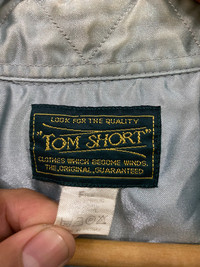 LOOK FOR THE QUALITY
"TOM SHORT"
CLOTHES WHICH BECOME WINDS.
THE, ORIGINAL, GUARANTEED